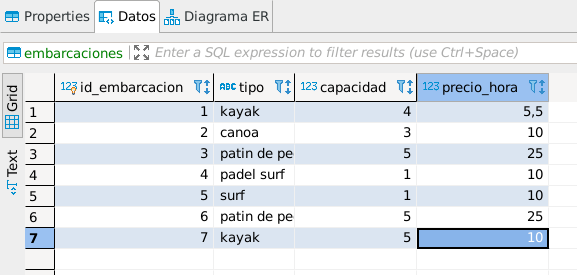 Properties Datos Diagrama ER
embarcaciones Enter a SQL expression to filter results (use Ctrl+Space)
Grid
Text
123 id_embarcacion ABC tipo 123 capacidad 123 precio_hora
1 1 kayak 4 5,5
2 2 canoa 3 10
3 3 patin de pe 5 25
4 4 padel surf 1 10
5 5 surf 1 10
6 6 patin de pe 5 25
7 7 kayak 5 10